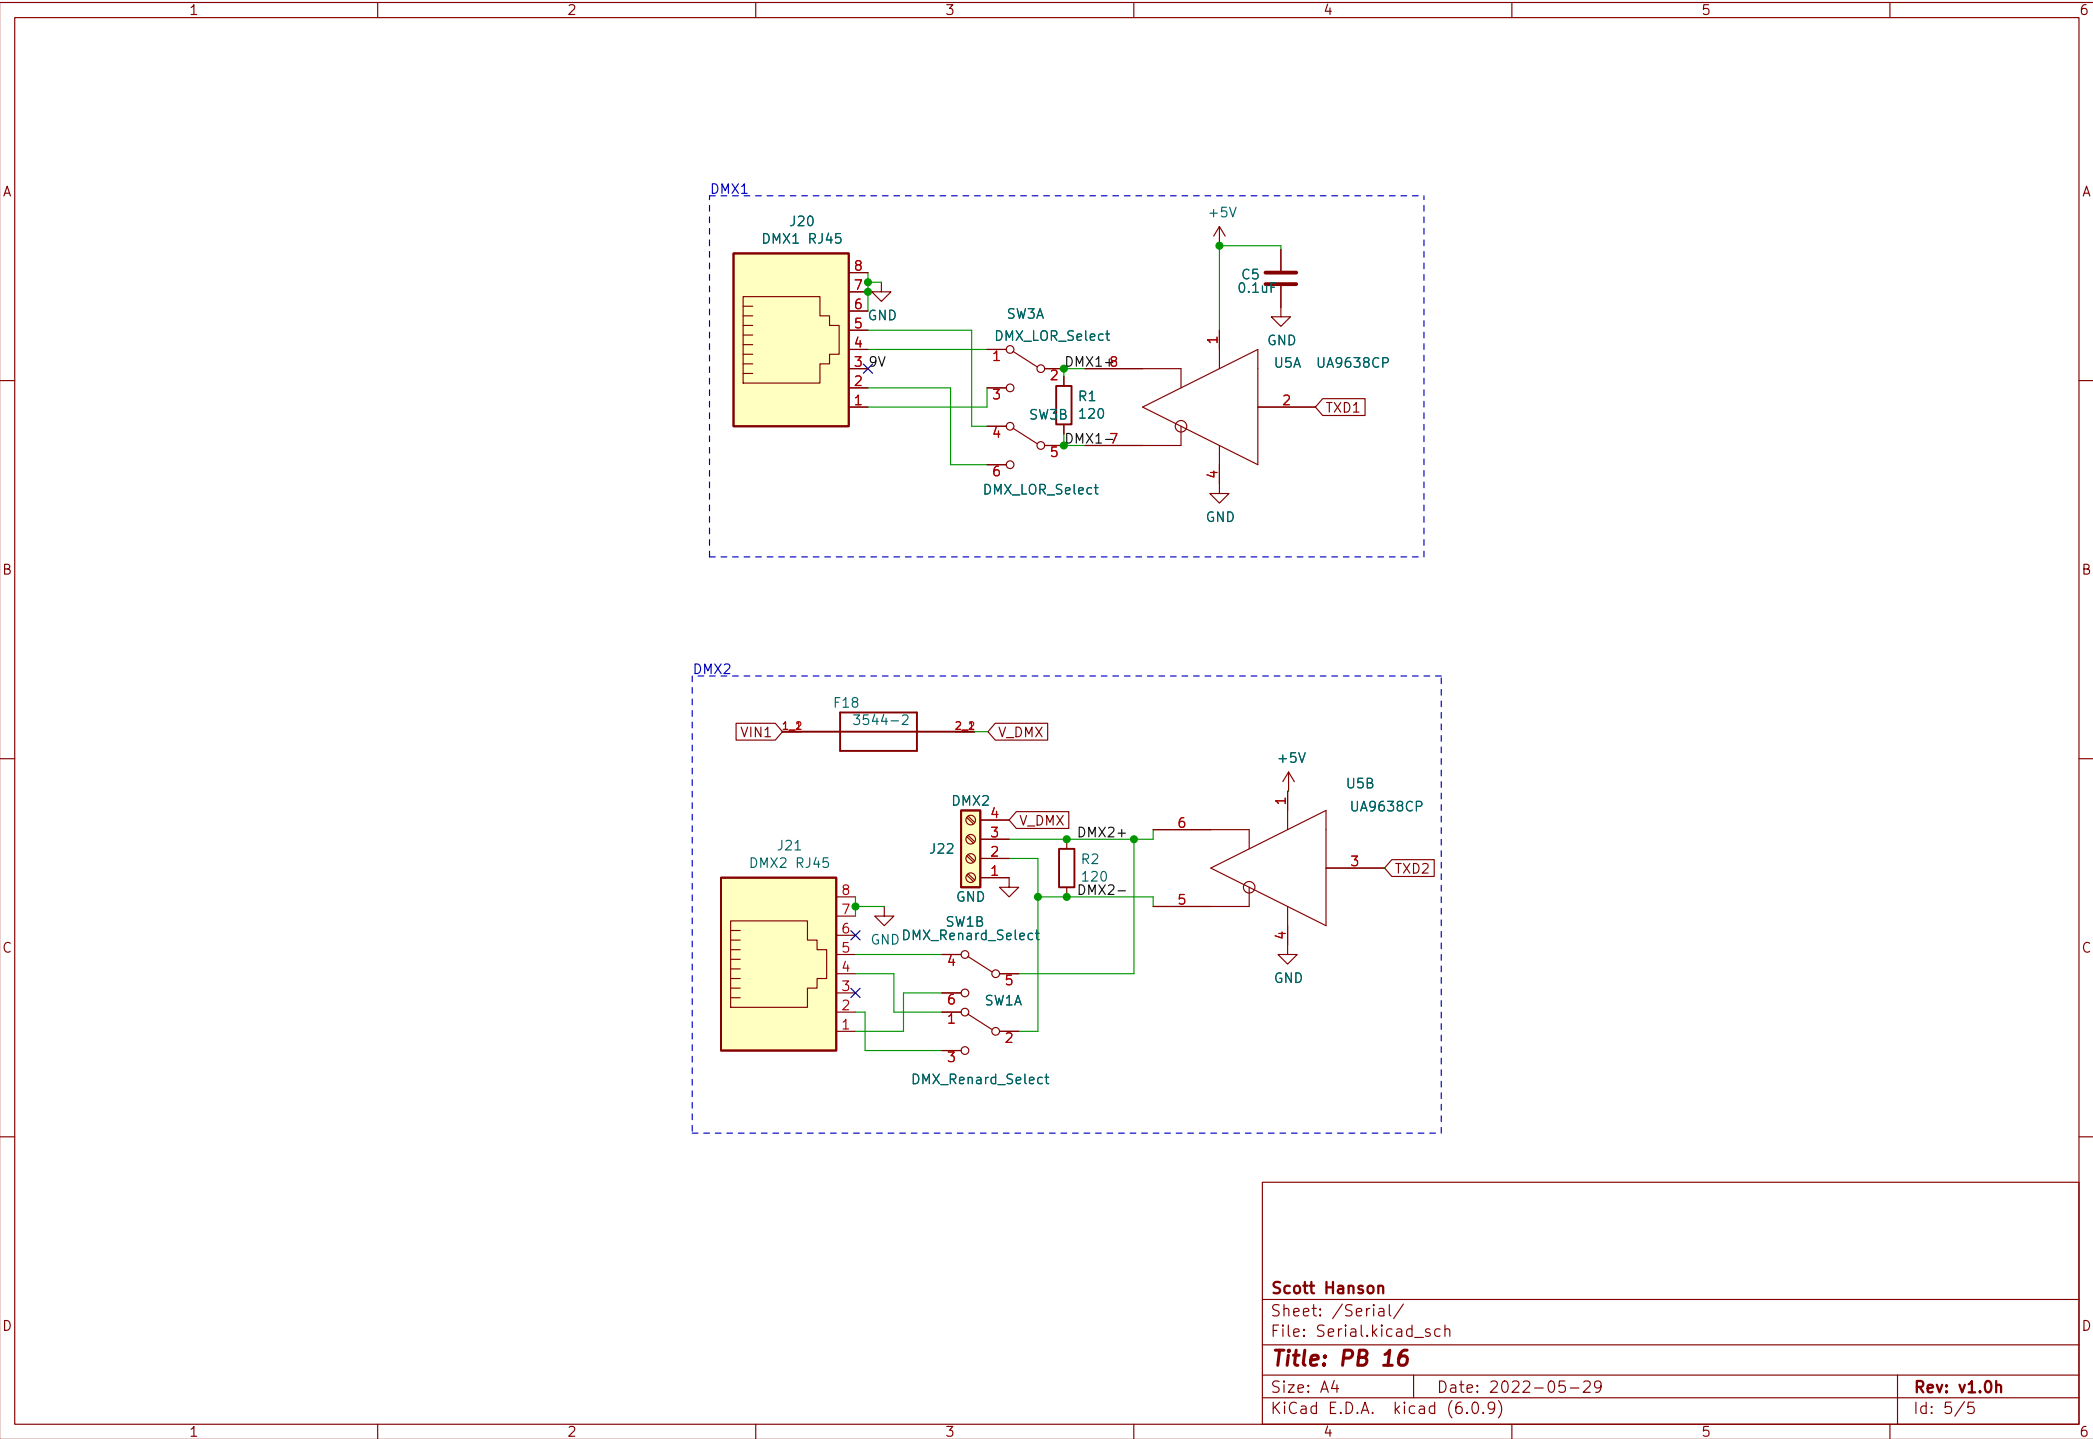 1 2 3 4 5 6
A A
B B
C C
D D
DMX1
J20
DMX1 RJ45
8
7
6
5
4
3
2
1
GND
9V
SW3A
DMX_LOR_Select
1
2
3
SW3B
4
5
6
DMX_LOR_Select
DMX1+
8
R1
120
DMX1-
7
+5V
C5
0.1uF
GND
1
U5A UA9638CP
2 TXD1
4
GND
DMX2
F18
3544-2
VIN1
V_DMX
DMX2
J22
4 V_DMX
3
2
1
GND
DMX2+
R2
120
DMX2-
6
5
+5V
1
U5B
UA9638CP
3 TXD2
4
GND
J21
DMX2 RJ45
8
7
6
5
4
3
2
1
GND
SW1B
DMX_Renard_Select
4
5
6
SW1A
1
2
3
DMX_Renard_Select
Scott Hanson
Sheet: /Serial/
File: Serial.kicad_sch
Title: PB 16
Size: A4 Date: 2022-05-29 Rev: v1.0h
KiCad E.D.A. kicad (6.0.9) Id: 5/5
1 2 3 4 5 6